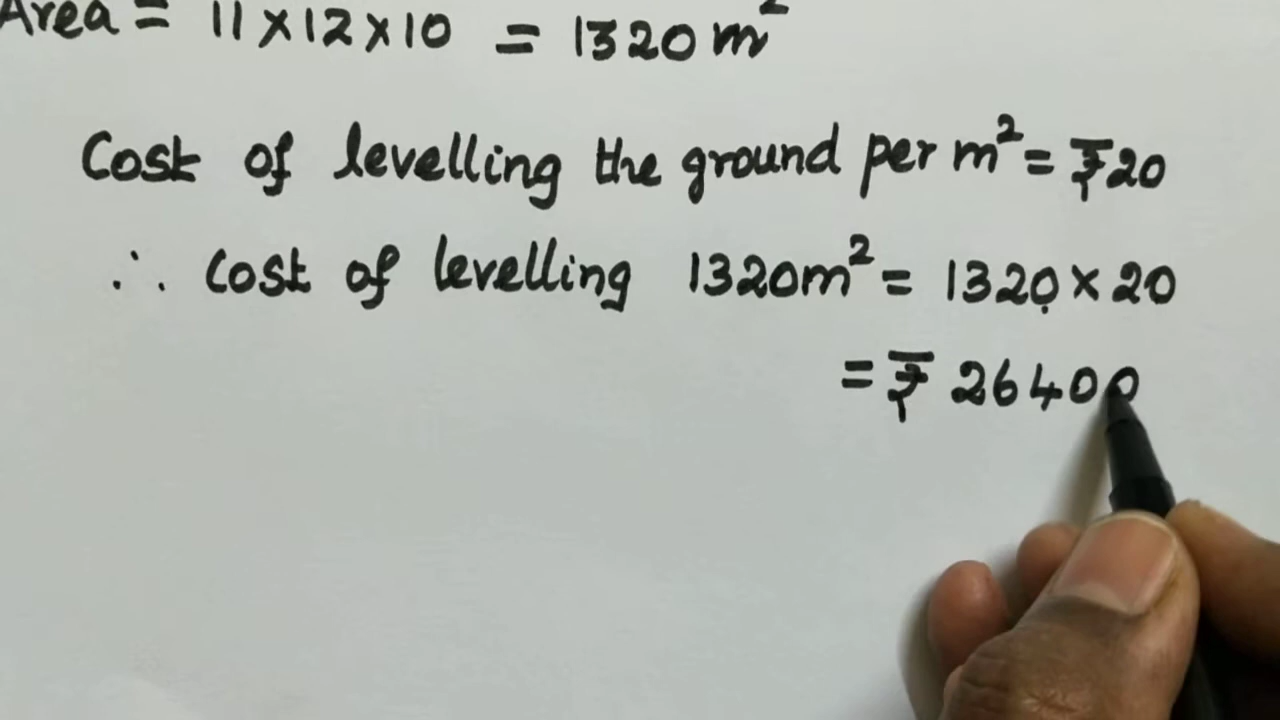 Area = 11 × 12 × 10 = 1320 m²
Cost of levelling the ground per m² = ₹20
∴ cost of levelling 1320m² = 1320 × 20
= ₹ 26400